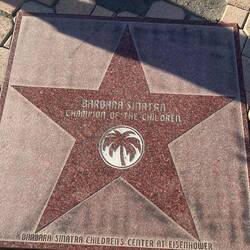 BARBARA SINATRA
CHAMPION OF THE CHILDREN
BARBARA SINATRA CHILDREN'S CENTER AT EISENHOWER